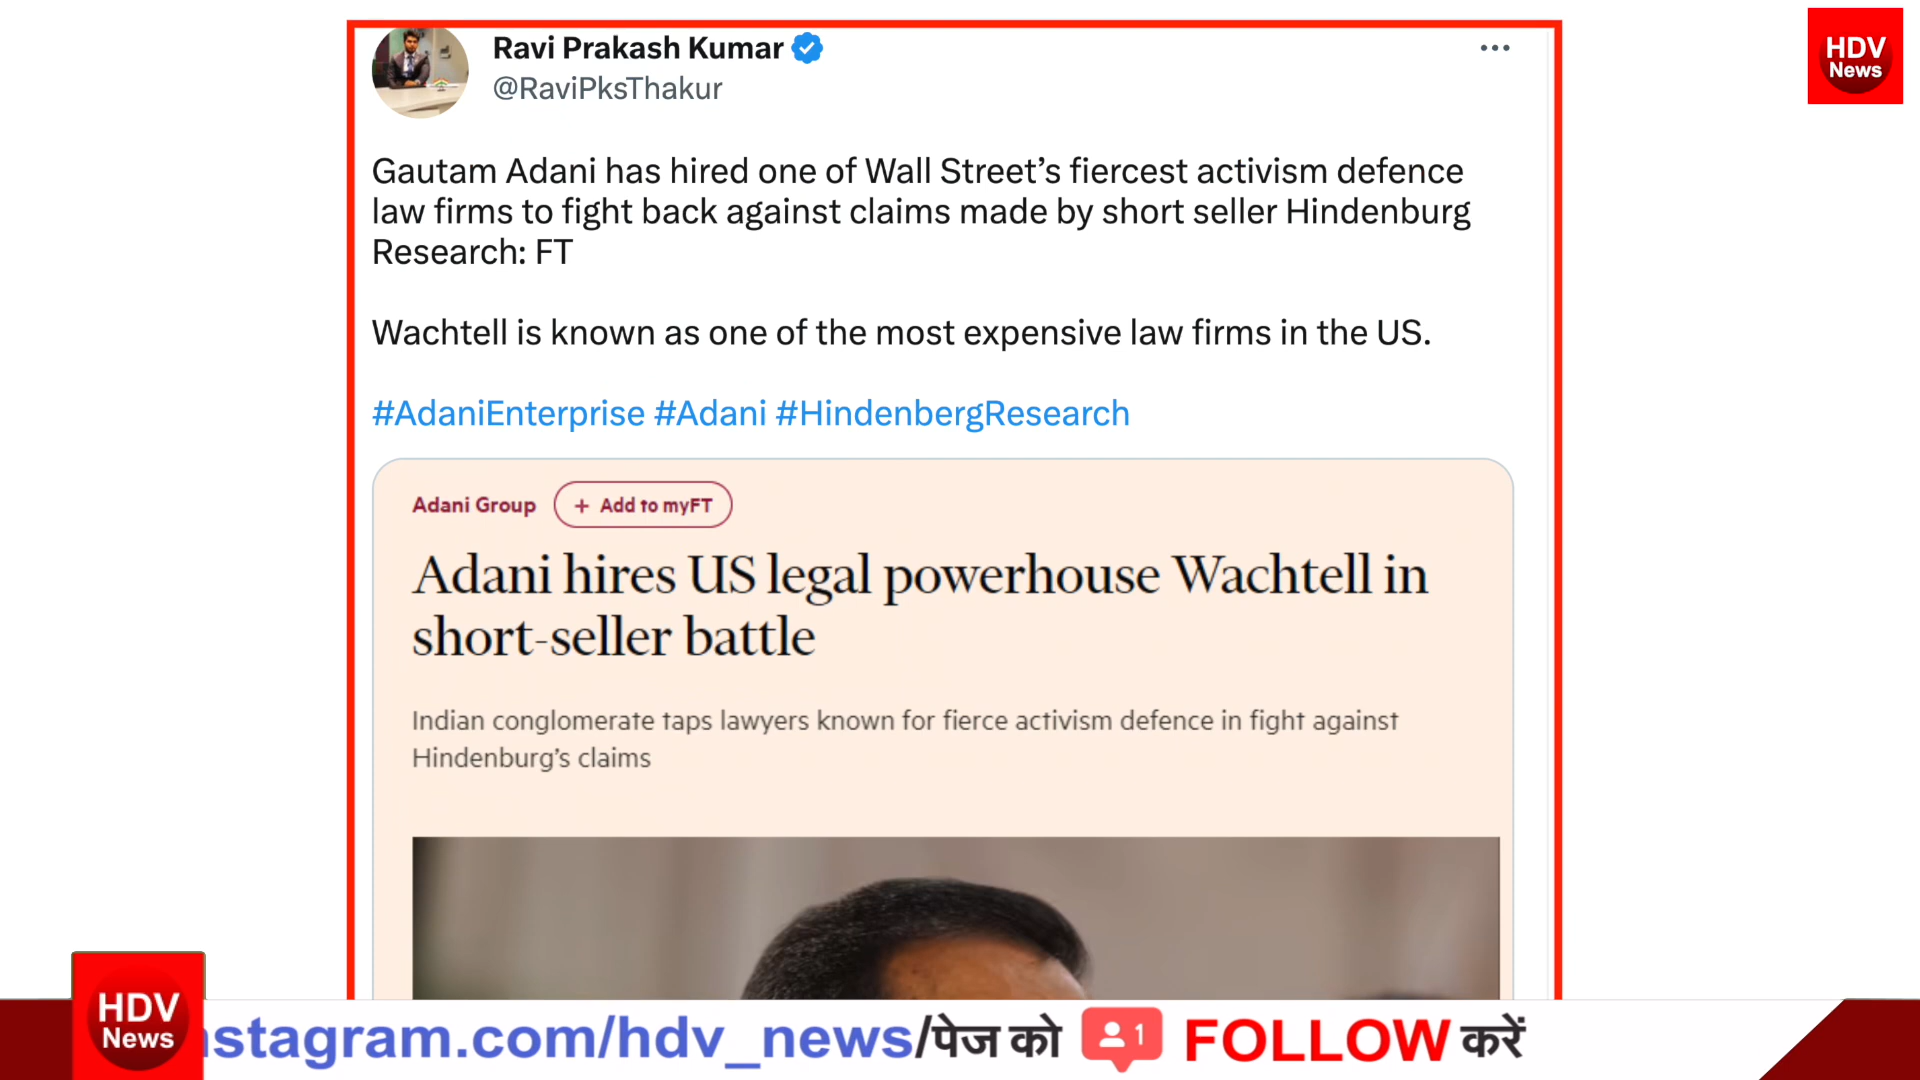 Ravi Prakash Kumar
@RaviPksThakur
HDV
News
Gautam Adani has hired one of Wall Street’s fiercest activism defence
law firms to fight back against claims made by short seller Hindenburg
Research: FT
Wachtell is known as one of the most expensive law firms in the US.
#AdaniEnterprise #Adani #HindenbergResearch
Adani Group + Add to myFT
Adani hires US legal powerhouse Wachtell in
short-seller battle
Indian conglomerate taps lawyers known for fierce activism defence in fight against
Hindenburg’s claims
HDV
News
nstagram.com/hdv_news/पेज को 1 FOLLOW करें